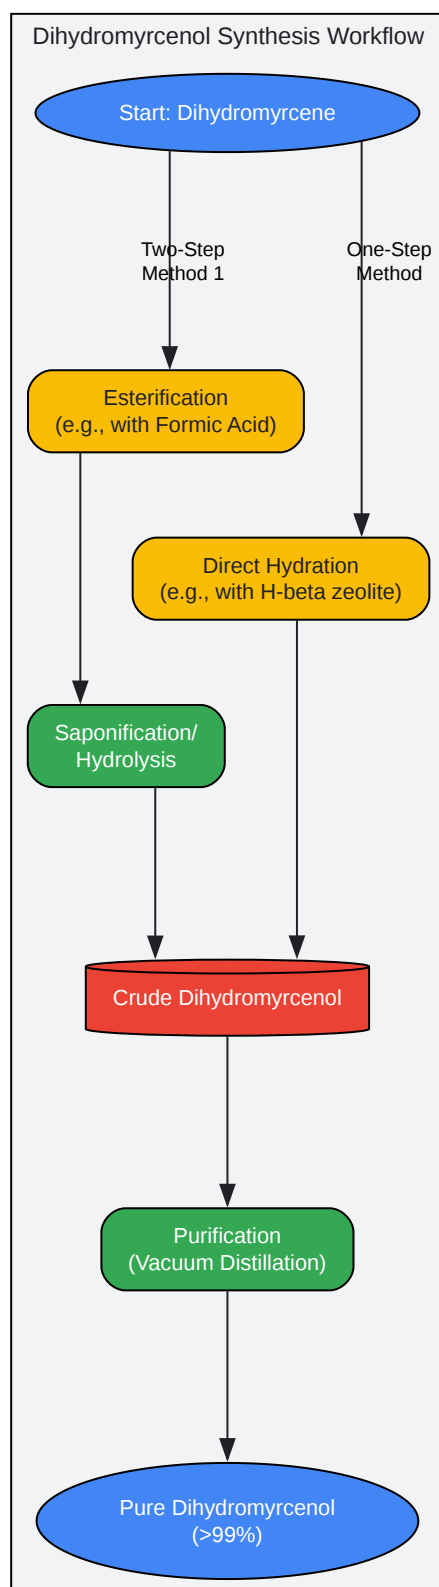 Dihydromyrcenol Synthesis Workflow
Start: Dihydromyrcene
Two-Step
Method 1
One-Step
Method
Esterification
(e.g., with Formic Acid)
Direct Hydration
(e.g., with H-beta zeolite)
Saponification/
Hydrolysis
Crude Dihydromyrcenol
Purification
(Vacuum Distillation)
Pure Dihydromyrcenol
(>99%)